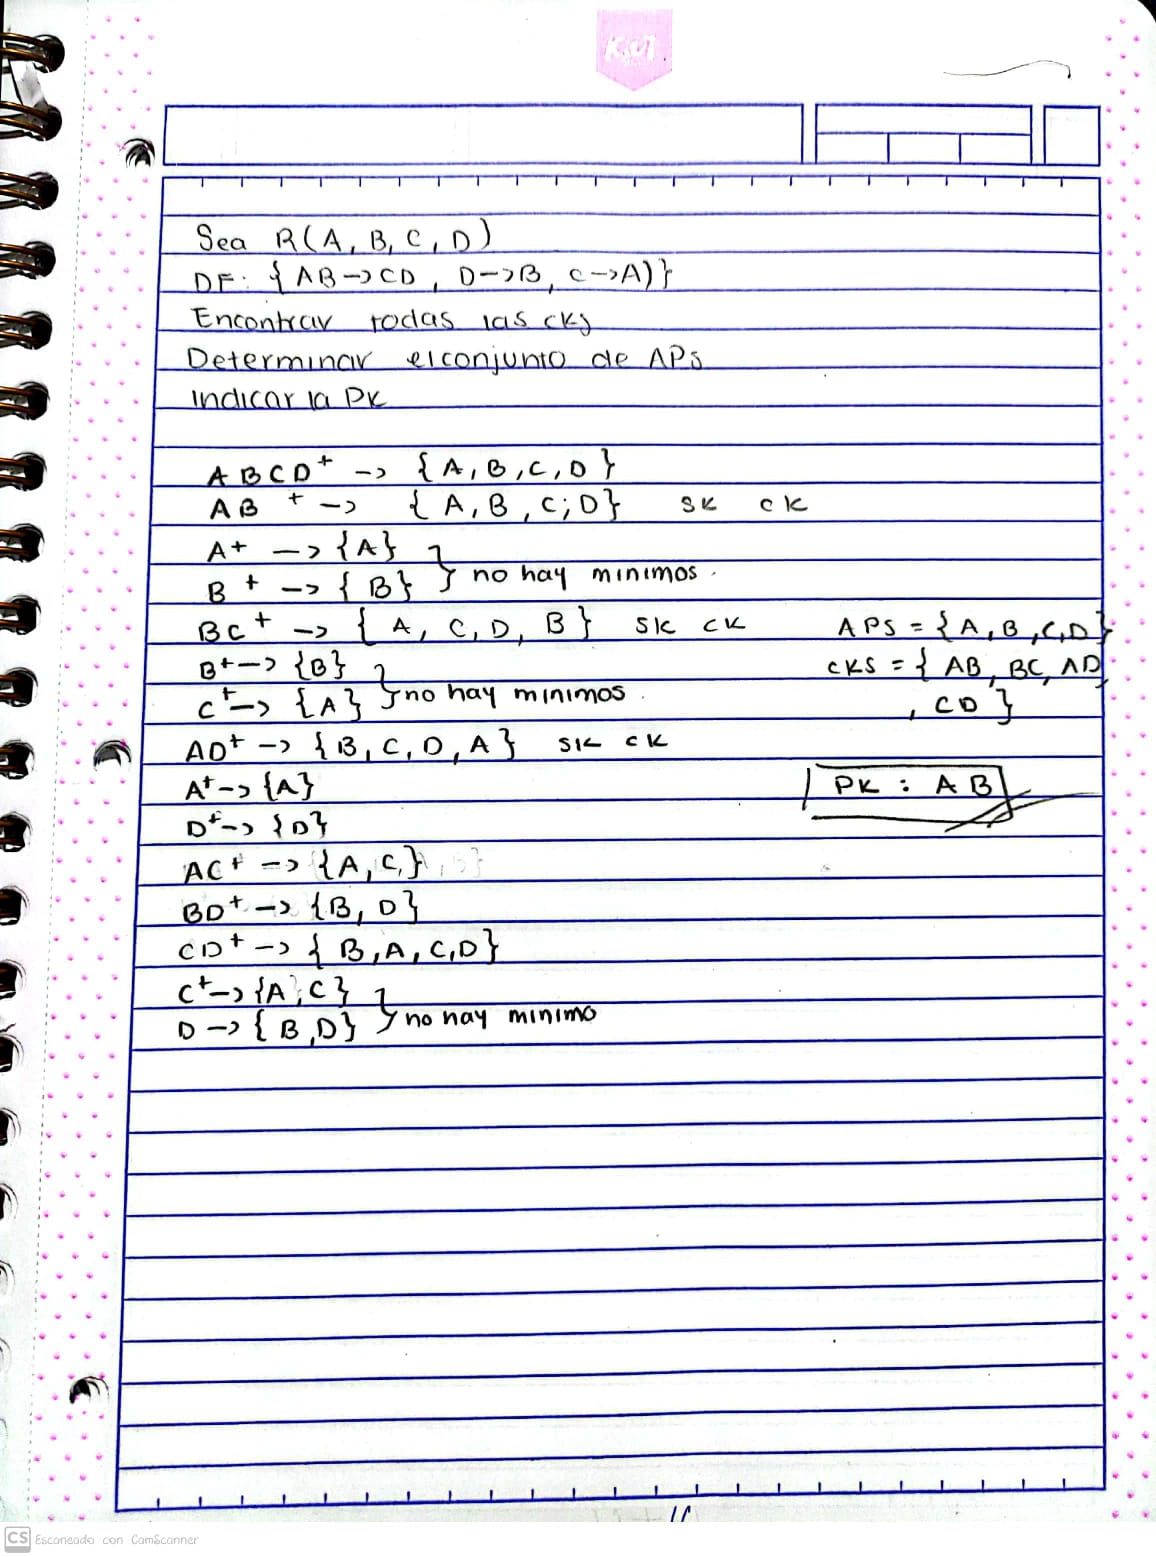 Sea R(A, B, C, D)
DF: { AB->CD, D->B, C->A)}
Encontrar todas las cks
Determinar el conjunto de APs
Indicar la PK
ABCD+ -> {A, B, C, D}
AB + -> {A, B, C; D} SK CK
A+ -> {A}
B + -> {B} } no hay minimos.
BC+ -> {A, C, D, B} SK CK
B+-> {B}
C+-> {A} } no hay minimos.
AD+ -> {B, C, D, A} SK CK
A+-> {A}
D+-> {D}
AC+ -> {A, C,}
BD+ -> {B, D}
CD+ -> {B, A, C, D}
C+-> {A, C}
D -> {B, D} } no hay minimo
APS = {A, B, C, D}
CKS = {AB, BC, AD
, CD}
PK : AB
CS Escaneado con CamScanner